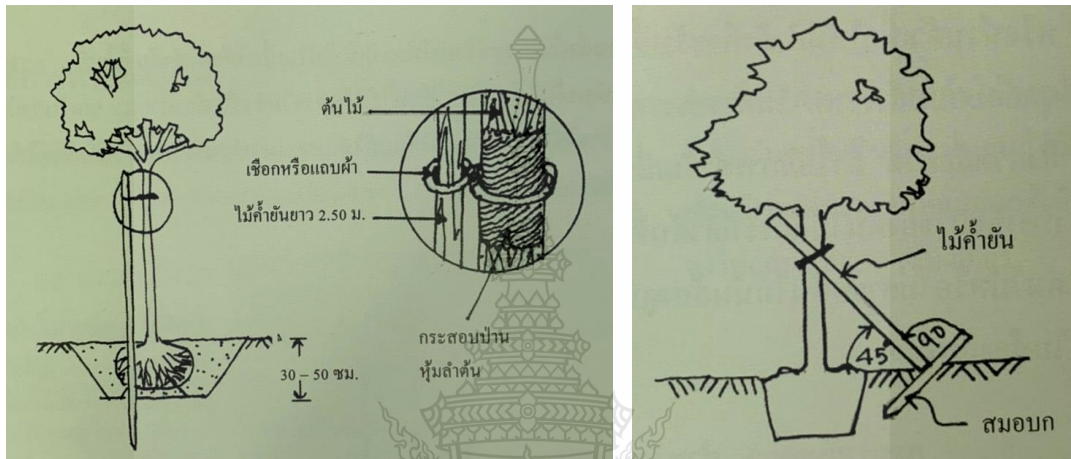 ต้นไม้
เชือกหรือแถบผ้า
ไม้ค้ำยันยาว 2.50 ม.
กระสอบป่าน
หุ้มลำต้น
30 – 50 ซม.
ไม้ค้ำยัน
45°
90
สมอบก